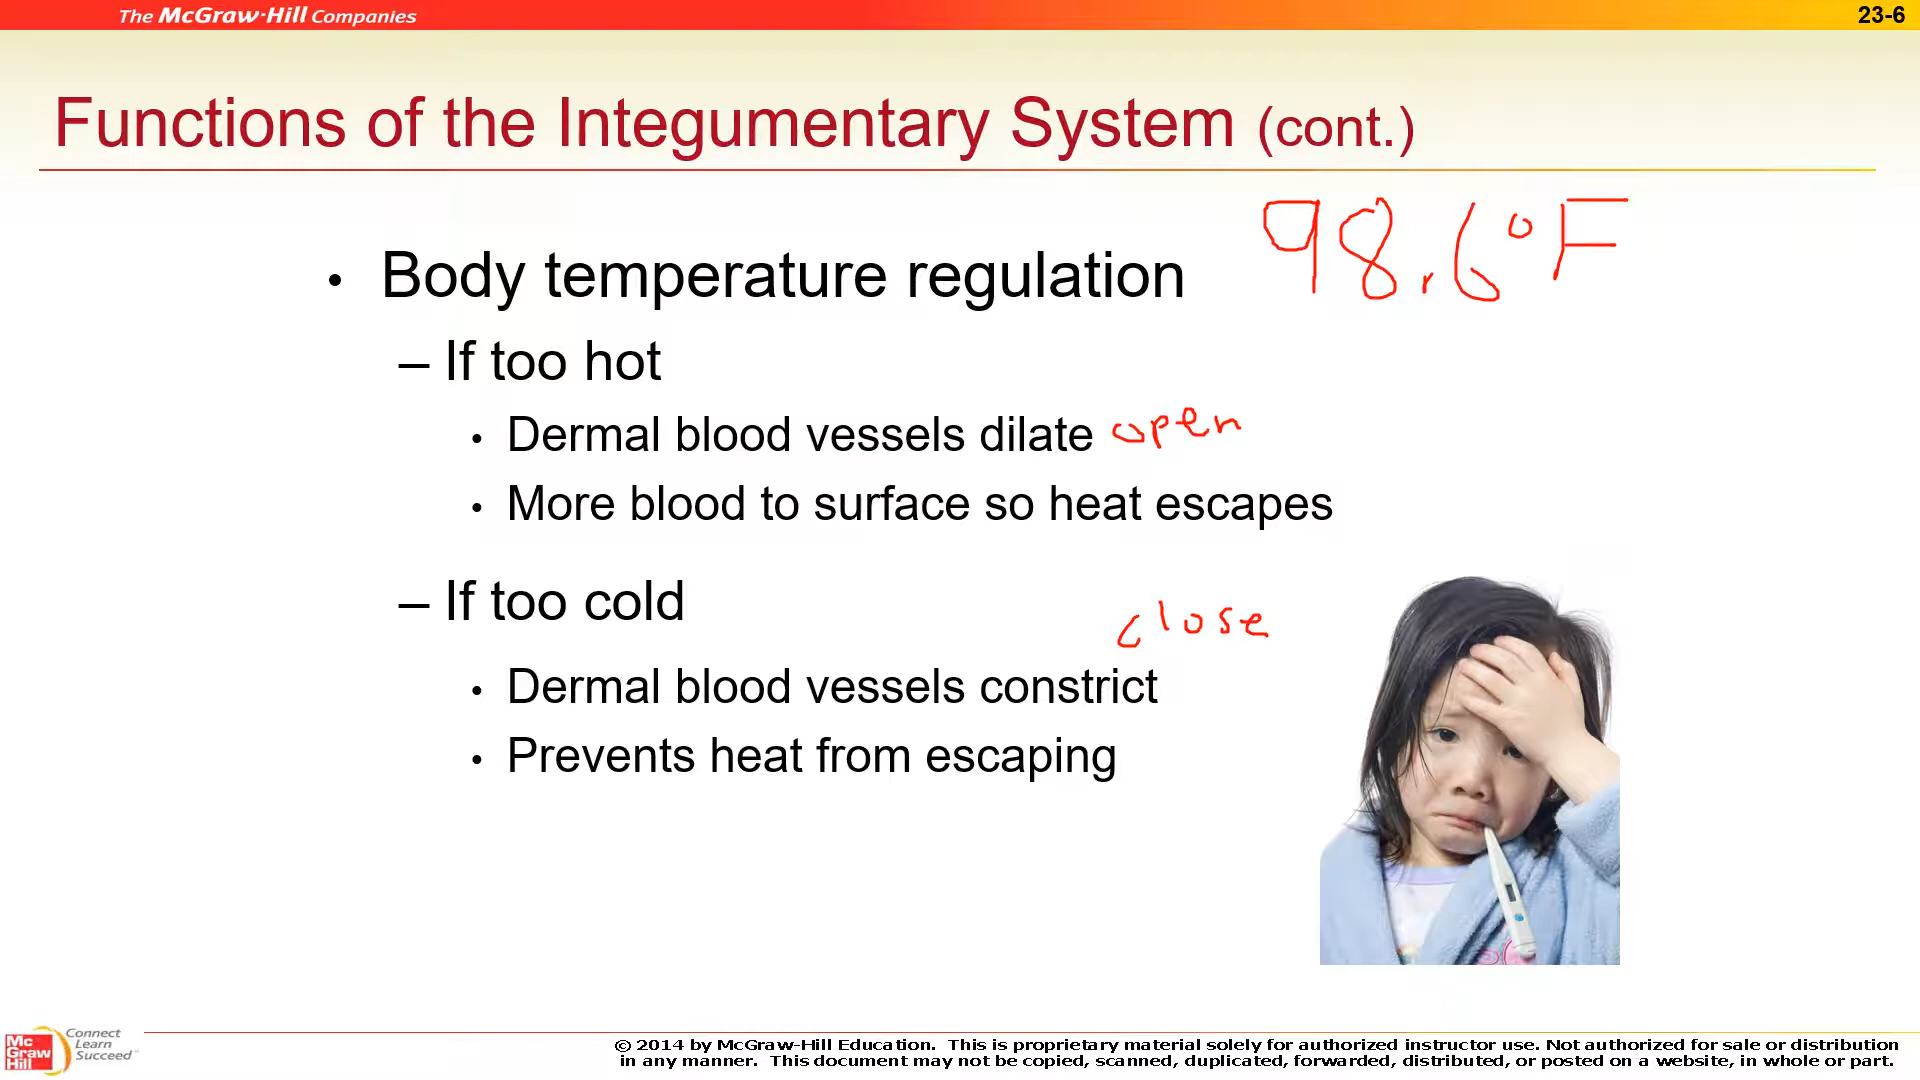 The McGraw-Hill Companies
23-6
Functions of the Integumentary System (cont.)
• Body temperature regulation 98.6°F
– If too hot
• Dermal blood vessels dilate open
• More blood to surface so heat escapes
– If too cold
close
• Dermal blood vessels constrict
• Prevents heat from escaping
Mc
Graw
Hill
Connect
Learn
Succeed™
© 2014 by McGraw-Hill Education. This is proprietary material solely for authorized instructor use. Not authorized for sale or distribution
in any manner. This document may not be copied, scanned, duplicated, forwarded, distributed, or posted on a website, in whole or part.